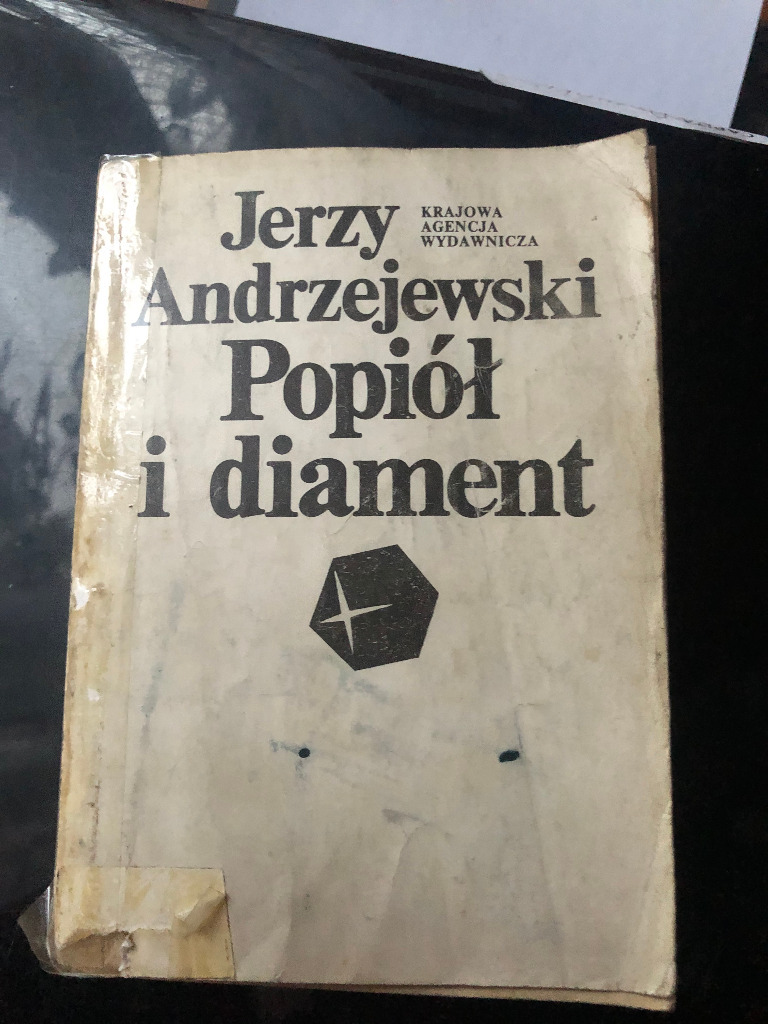 Jerzy
KRAJOWA
AGENCJA
WYDAWNICZA
Andrzejewski
Popiół
i diament